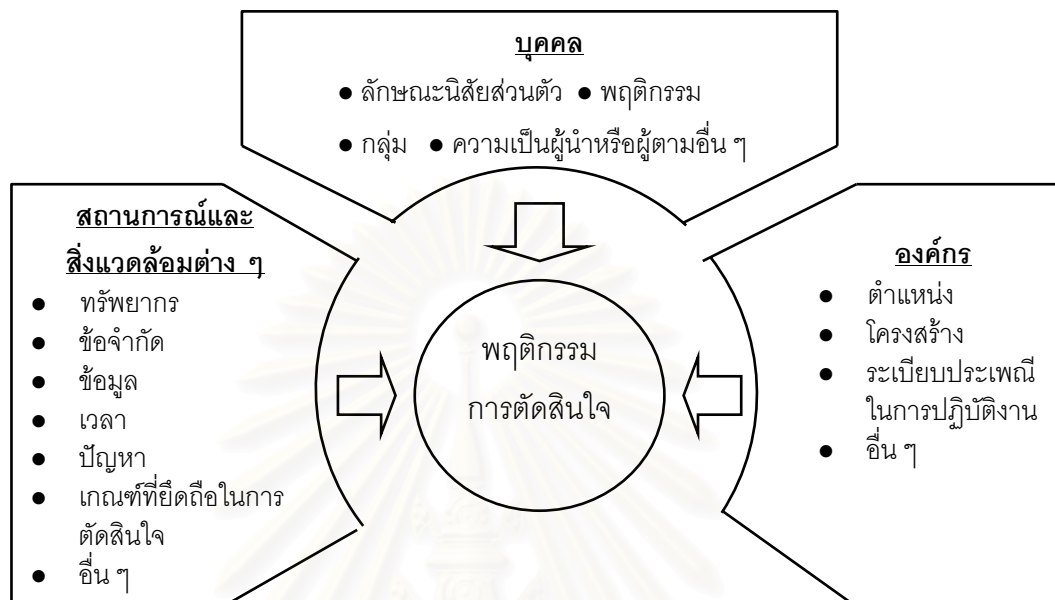 บุคคล
● ลักษณะนิสัยส่วนตัว ● พฤติกรรม
● กลุ่ม ● ความเป็นผู้นำหรือผู้ตามอื่น ๆ
สถานการณ์และ
สิ่งแวดล้อมต่าง ๆ
● ทรัพยากร
● ข้อจำกัด
● ข้อมูล
● เวลา
● ปัญหา
● เกณฑ์ที่ยึดถือในการ
ตัดสินใจ
● อื่น ๆ
พฤติกรรม
การตัดสินใจ
องค์กร
● ตำแหน่ง
● โครงสร้าง
● ระเบียบประเพณี
ในการปฏิบัติงาน
● อื่น ๆ